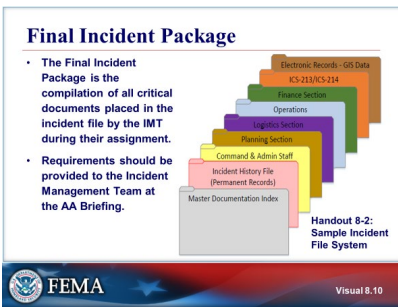 Final Incident Package
• The Final Incident
Package is the
compilation of all critical
documents placed in the
incident file by the IMT
during their assignment.
• Requirements should be
provided to the Incident
Management Team at
the AA Briefing.
Electronic Records - GIS Data
ICS-213/ICS-214
Finance Section
Operations
Logistics Section
Planning Section
Command & Admin Staff
Incident History File
(Permanent Records)
Master Documentation Index
Handout 8-2:
Sample Incident
File System
FEMA
Visual 8.10